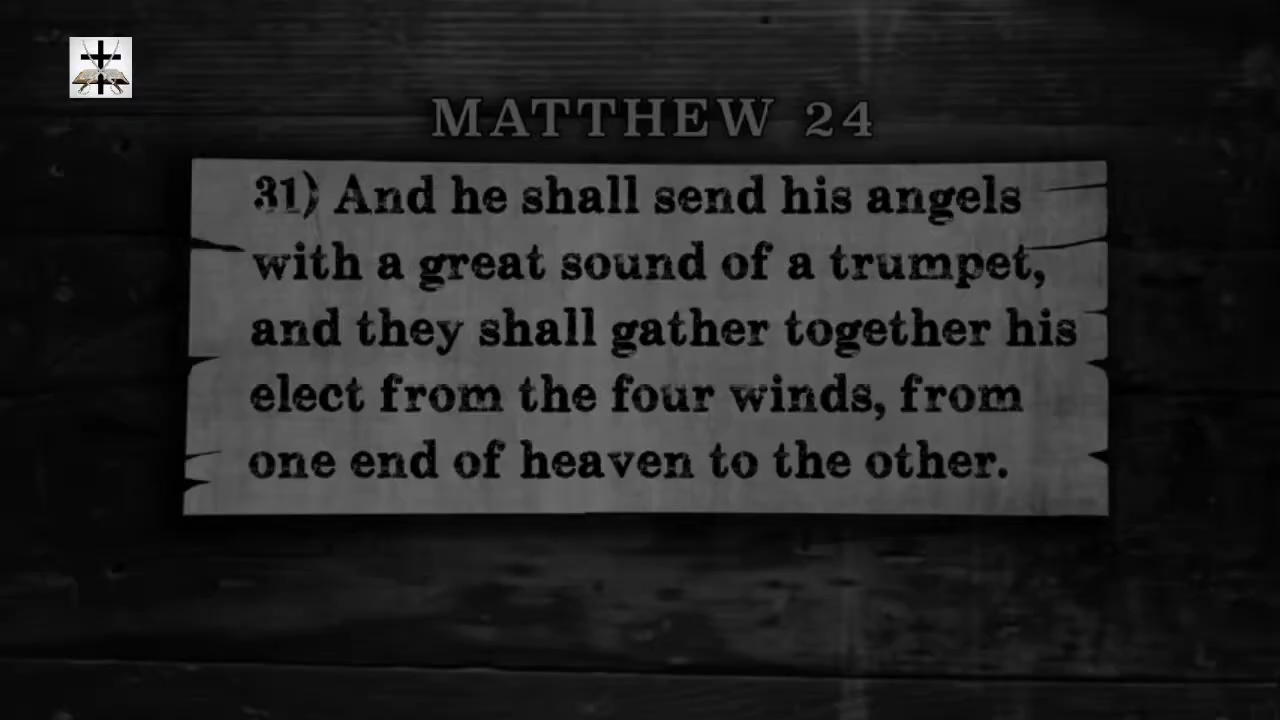 MATTHEW 24
31) And he shall send his angels
with a great sound of a trumpet,
and they shall gather together his
elect from the four winds, from
one end of heaven to the other.